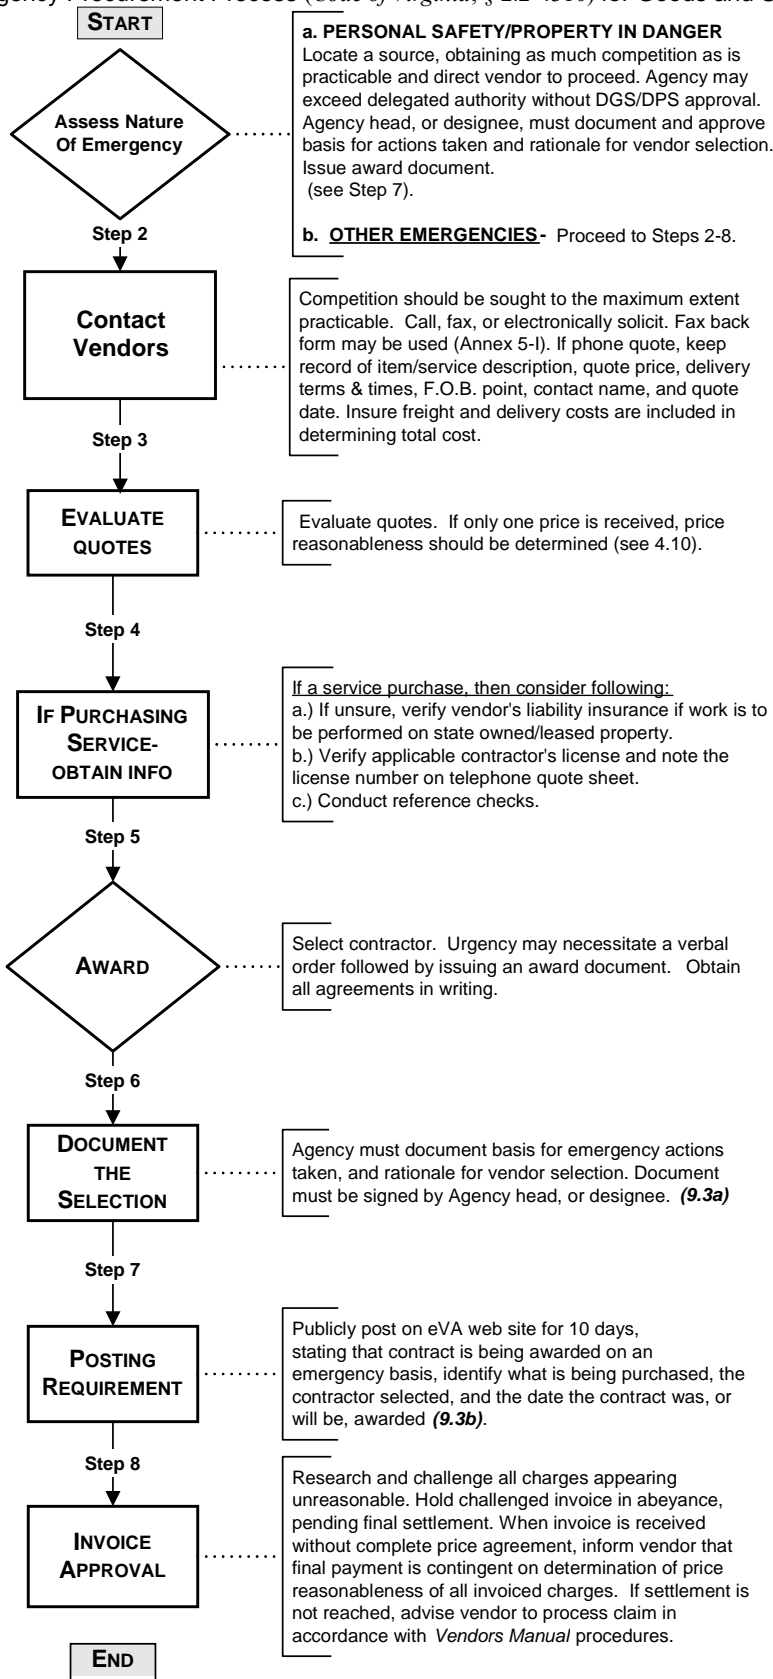 gency Procurement Process (Code of Virginia, § 2.2-4310) for Goods and S
START
a. PERSONAL SAFETY/PROPERTY IN DANGER
Locate a source, obtaining as much competition as is
practicable and direct vendor to proceed. Agency may
exceed delegated authority without DGS/DPS approval.
Agency head, or designee, must document and approve
basis for actions taken and rationale for vendor selection.
Issue award document.
(see Step 7).
b. OTHER EMERGENCIES- Proceed to Steps 2-8.
Assess Nature
Of Emergency
Step 2
Contact
Vendors
Competition should be sought to the maximum extent
practicable. Call, fax, or electronically solicit. Fax back
form may be used (Annex 5-I). If phone quote, keep
record of item/service description, quote price, delivery
terms & times, F.O.B. point, contact name, and quote
date. Insure freight and delivery costs are included in
determining total cost.
Step 3
EVALUATE
QUOTES
Evaluate quotes. If only one price is received, price
reasonableness should be determined (see 4.10).
Step 4
IF PURCHASING
SERVICE-
OBTAIN INFO
If a service purchase, then consider following:
a.) If unsure, verify vendor's liability insurance if work is to
be performed on state owned/leased property.
b.) Verify applicable contractor's license and note the
license number on telephone quote sheet.
c.) Conduct reference checks.
Step 5
AWARD
Select contractor. Urgency may necessitate a verbal
order followed by issuing an award document. Obtain
all agreements in writing.
Step 6
DOCUMENT
THE
SELECTION
Agency must document basis for emergency actions
taken, and rationale for vendor selection. Document
must be signed by Agency head, or designee. (9.3a)
Step 7
POSTING
REQUIREMENT
Publicly post on eVA web site for 10 days,
stating that contract is being awarded on an
emergency basis, identify what is being purchased, the
contractor selected, and the date the contract was, or
will be, awarded (9.3b).
Step 8
INVOICE
APPROVAL
Research and challenge all charges appearing
unreasonable. Hold challenged invoice in abeyance,
pending final settlement. When invoice is received
without complete price agreement, inform vendor that
final payment is contingent on determination of price
reasonableness of all invoiced charges. If settlement is
not reached, advise vendor to process claim in
accordance with Vendors Manual procedures.
END